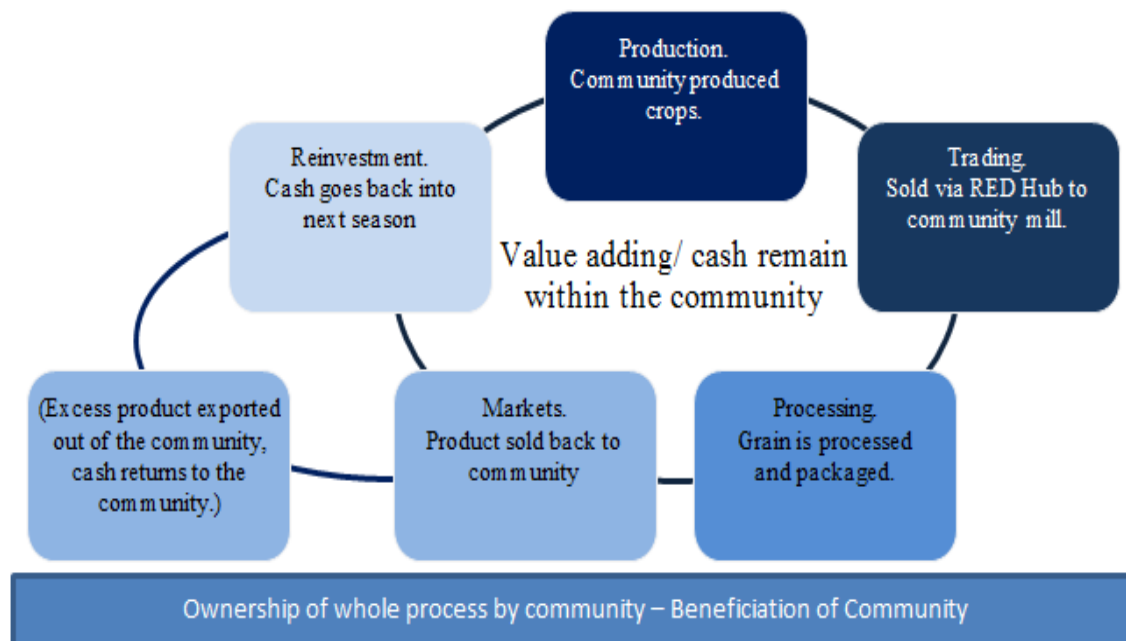 Production.
Community produced
crops.
Reinvestment.
Cash goes back into
next season
Trading.
Sold via RED Hub to
community mill.
Value adding/ cash remain
within the community
(Excess product exported
out of the community,
cash returns to the
community.)
Markets.
Product sold back to
community
Processing.
Grain is processed
and packaged.
Ownership of whole process by community – Beneficiation of Community